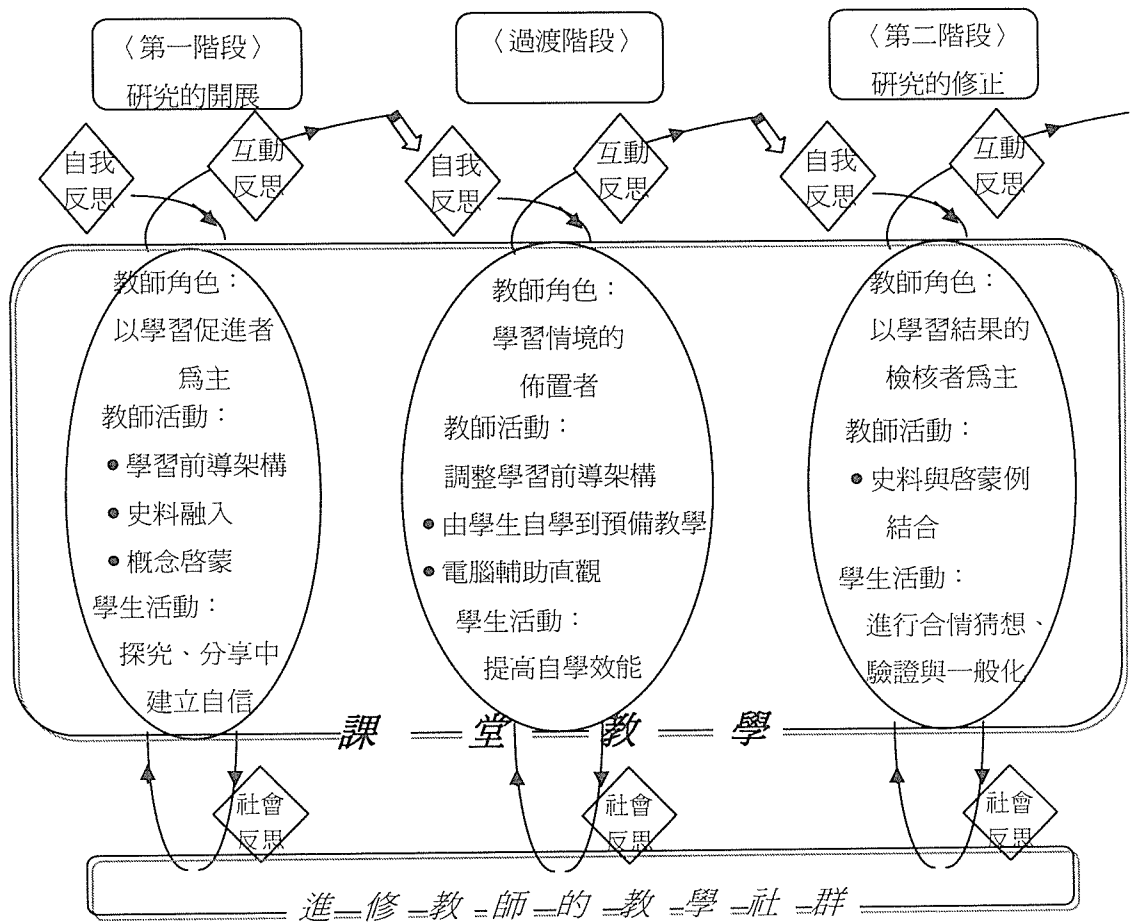 〈第一階段〉
研究的開展
〈過渡階段〉
〈第二階段〉
研究的修正
自我
反思
互動
反思
自我
反思
互動
反思
自我
反思
互動
反思
教師角色：
以學習促進者
爲主
教師活動：
•學習前導架構
•史料融入
•概念啓蒙
學生活動：
探究、分享中
建立自信
教師角色：
學習情境的
佈置者
教師活動：
調整學習前導架構
•由學生自學到預備教學
•電腦輔助直觀
學生活動：
提高自學效能
教師角色：
以學習結果的
檢核者爲主
教師活動：
•史料與啓蒙例
結合
學生活動：
進行合情猜想、
驗證與一般化
課堂教學
社會
反思
社會
反思
社會
反思
進修教師的教學社群